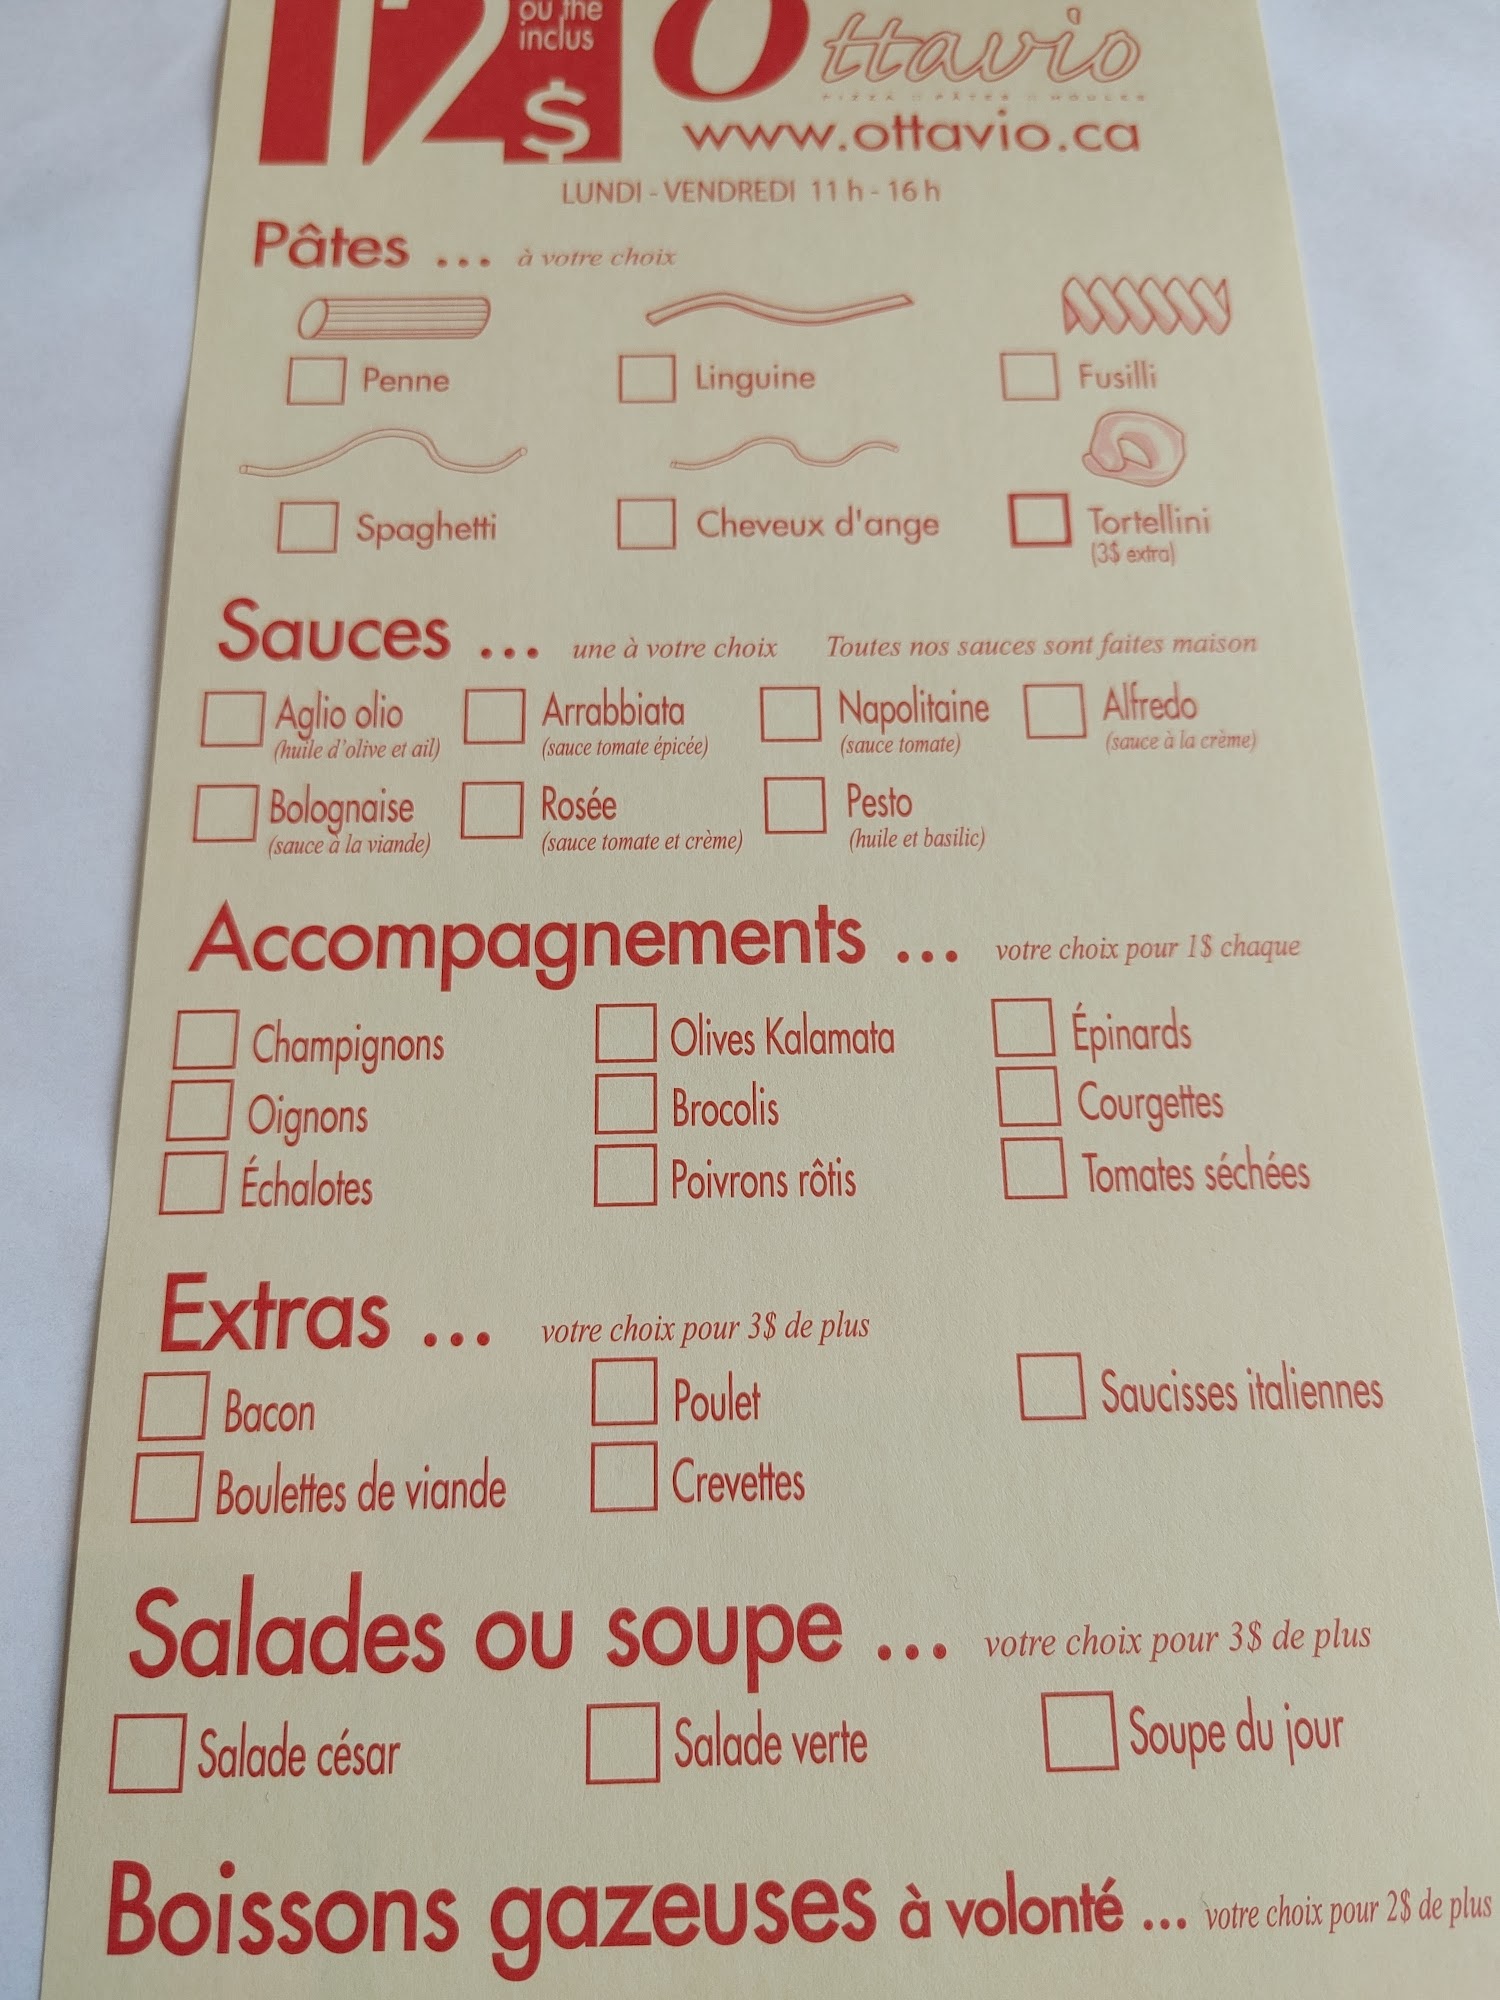 12 ou thé
inclus
$
Ottavio
PIZZA :: PÂTES :: MOULES
www.ottavio.ca
LUNDI - VENDREDI 11 h - 16 h
Pâtes ... à votre choix
Penne Linguine Fusilli
Spaghetti Cheveux d'ange Tortellini
(3$ extra)
Sauces ... une à votre choix Toutes nos sauces sont faites maison
Aglio olio Arrabbiata Napolitaine Alfredo
(huile d'olive et ail) (sauce tomate épicée) (sauce tomate) (sauce à la crème)
Bolognaise Rosée Pesto
(sauce à la viande) (sauce tomate et crème) (huile et basilic)
Accompagnements ... votre choix pour 1$ chaque
Champignons Olives Kalamata Épinards
Oignons Brocolis Courgettes
Échalotes Poivrons rôtis Tomates séchées
Extras ... votre choix pour 3$ de plus
Bacon Poulet Saucisses italiennes
Boulettes de viande Crevettes
Salades ou soupe ... votre choix pour 3$ de plus
Salade césar Salade verte Soupe du jour
Boissons gazeuses à volonté ... votre choix pour 2$ de plus